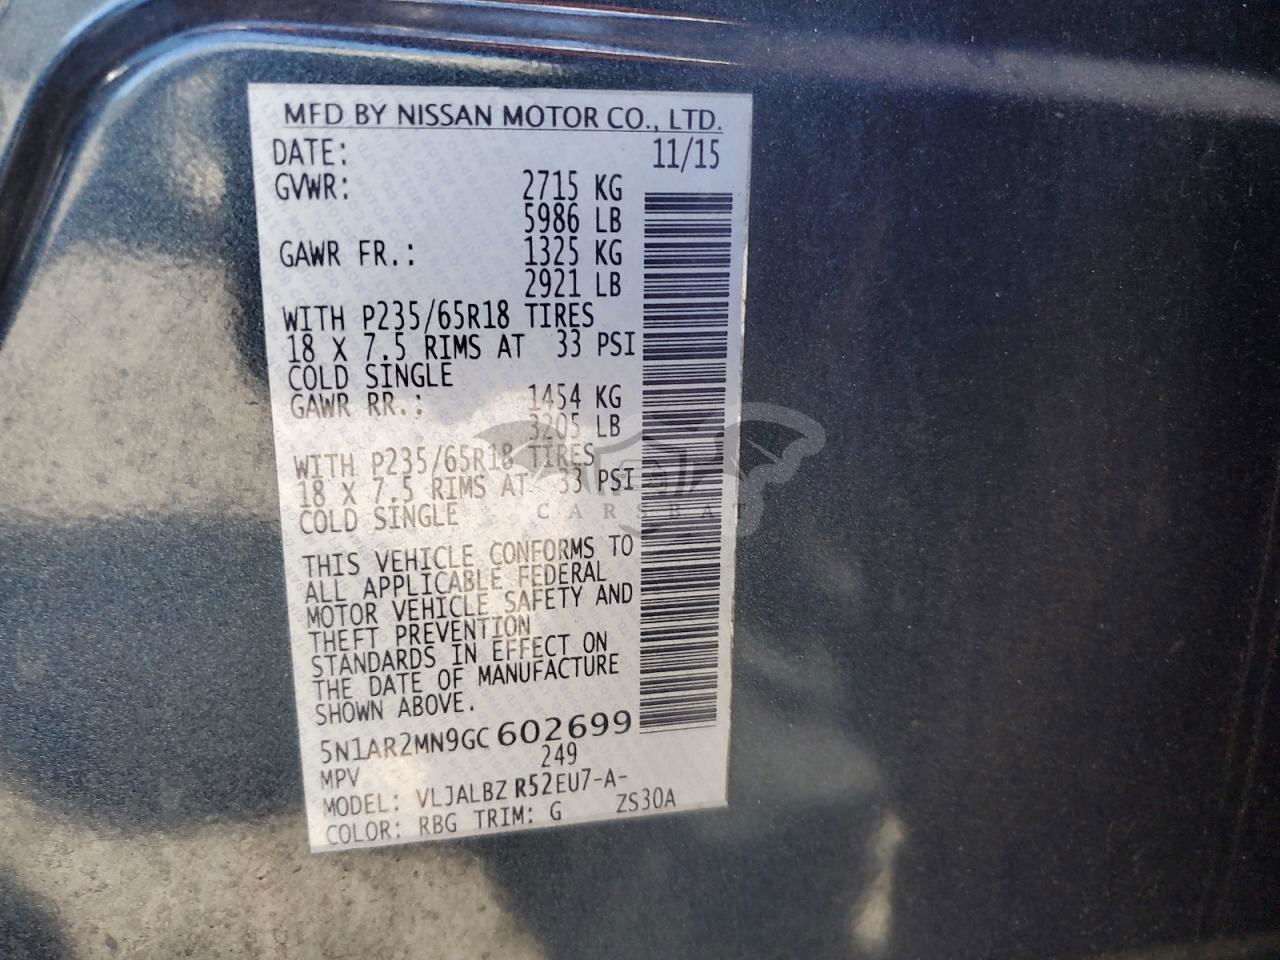 MFD BY NISSAN MOTOR CO., LTD.
DATE: 11/15
GVWR: 2715 KG
5986 LB
GAWR FR.: 1325 KG
2921 LB
WITH P235/65R18 TIRES
18 X 7.5 RIMS AT 33 PSI
COLD SINGLE
GAWR RR.: 1454 KG
3205 LB
WITH P235/65R18 TIRES
18 X 7.5 RIMS AT 33 PSI
COLD SINGLE
CARSBAT
THIS VEHICLE CONFORMS TO
ALL APPLICABLE FEDERAL
MOTOR VEHICLE SAFETY AND
THEFT PREVENTION
STANDARDS IN EFFECT ON
THE DATE OF MANUFACTURE
SHOWN ABOVE.
5N1AR2MN9GC602699
MPV 249
MODEL: VLJALBZ R52EU7-A-
COLOR: RBG TRIM: G ZS30A